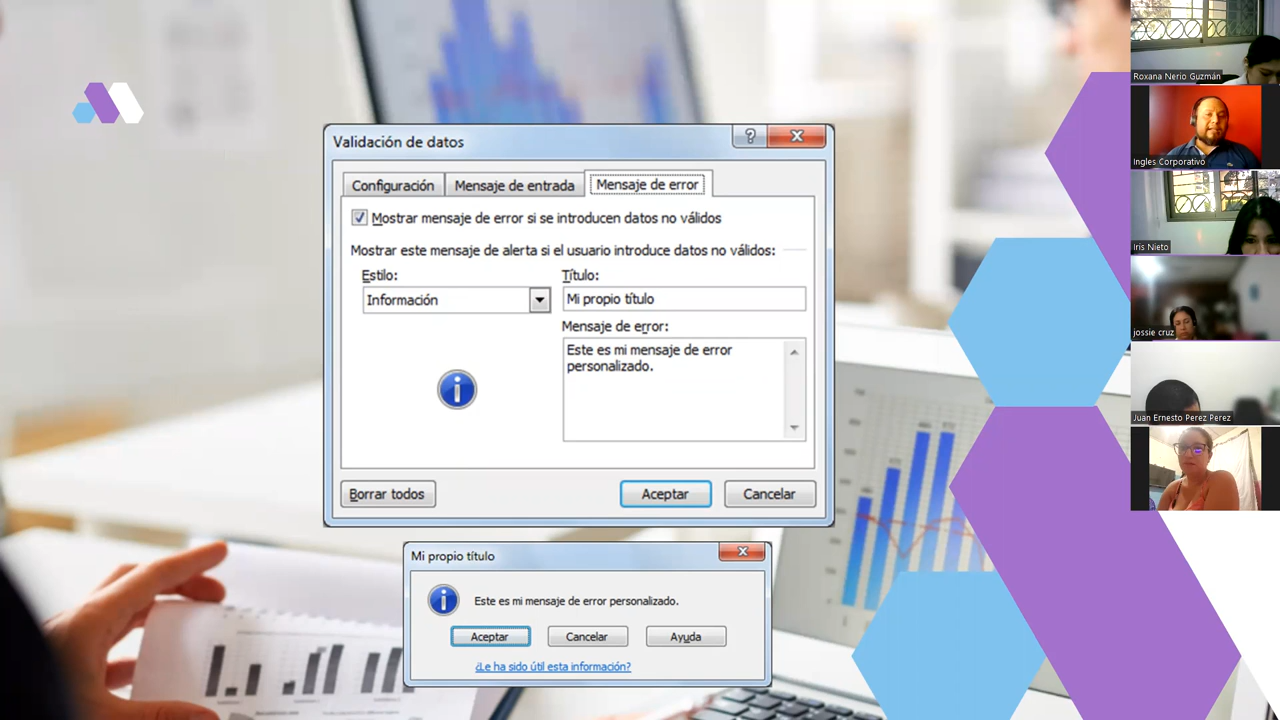 Validación de datos
Configuración
Mensaje de entrada
Mensaje de error
Mostrar mensaje de error si se introducen datos no válidos
Mostrar este mensaje de alerta si el usuario introduce datos no válidos:
Estilo:
Título:
Información
Mi propio título
Mensaje de error:
Este es mi mensaje de error
personalizado.
Borrar todos
Aceptar
Cancelar
Mi propio título
Este es mi mensaje de error personalizado.
Aceptar
Cancelar
Ayuda
¿Le ha sido útil esta información?
Roxana Nerio Guzmán
Ingles Corporativo
Iris Nieto
jossie cruz
Juan Ernesto Perez Perez